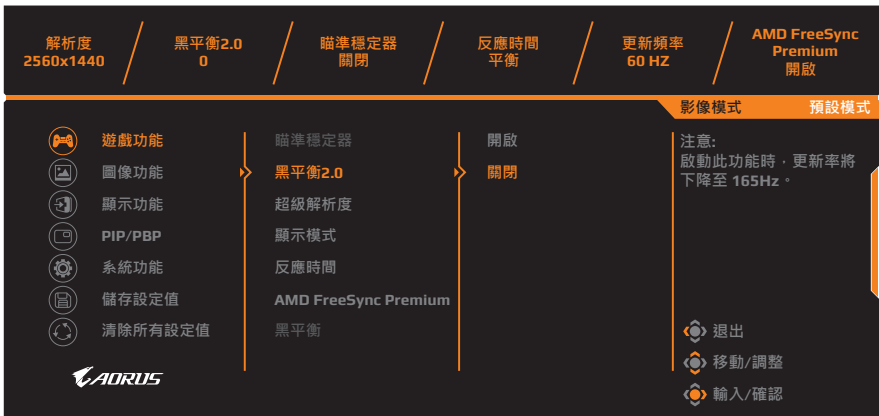 解析度
2560x1440
黑平衡2.0
0
瞄準穩定器
關閉
反應時間
平衡
更新頻率
60 HZ
AMD FreeSync
Premium
開啟
影像模式 預設模式
遊戲功能
圖像功能
顯示功能
PIP/PBP
系統功能
儲存設定值
清除所有設定值
瞄準穩定器
黑平衡2.0
超級解析度
顯示模式
反應時間
AMD FreeSync Premium
黑平衡
開啟
關閉
注意:
啟動此功能時，更新率將
下降至 165Hz。
退出
移動/調整
輸入/確認
AORUS